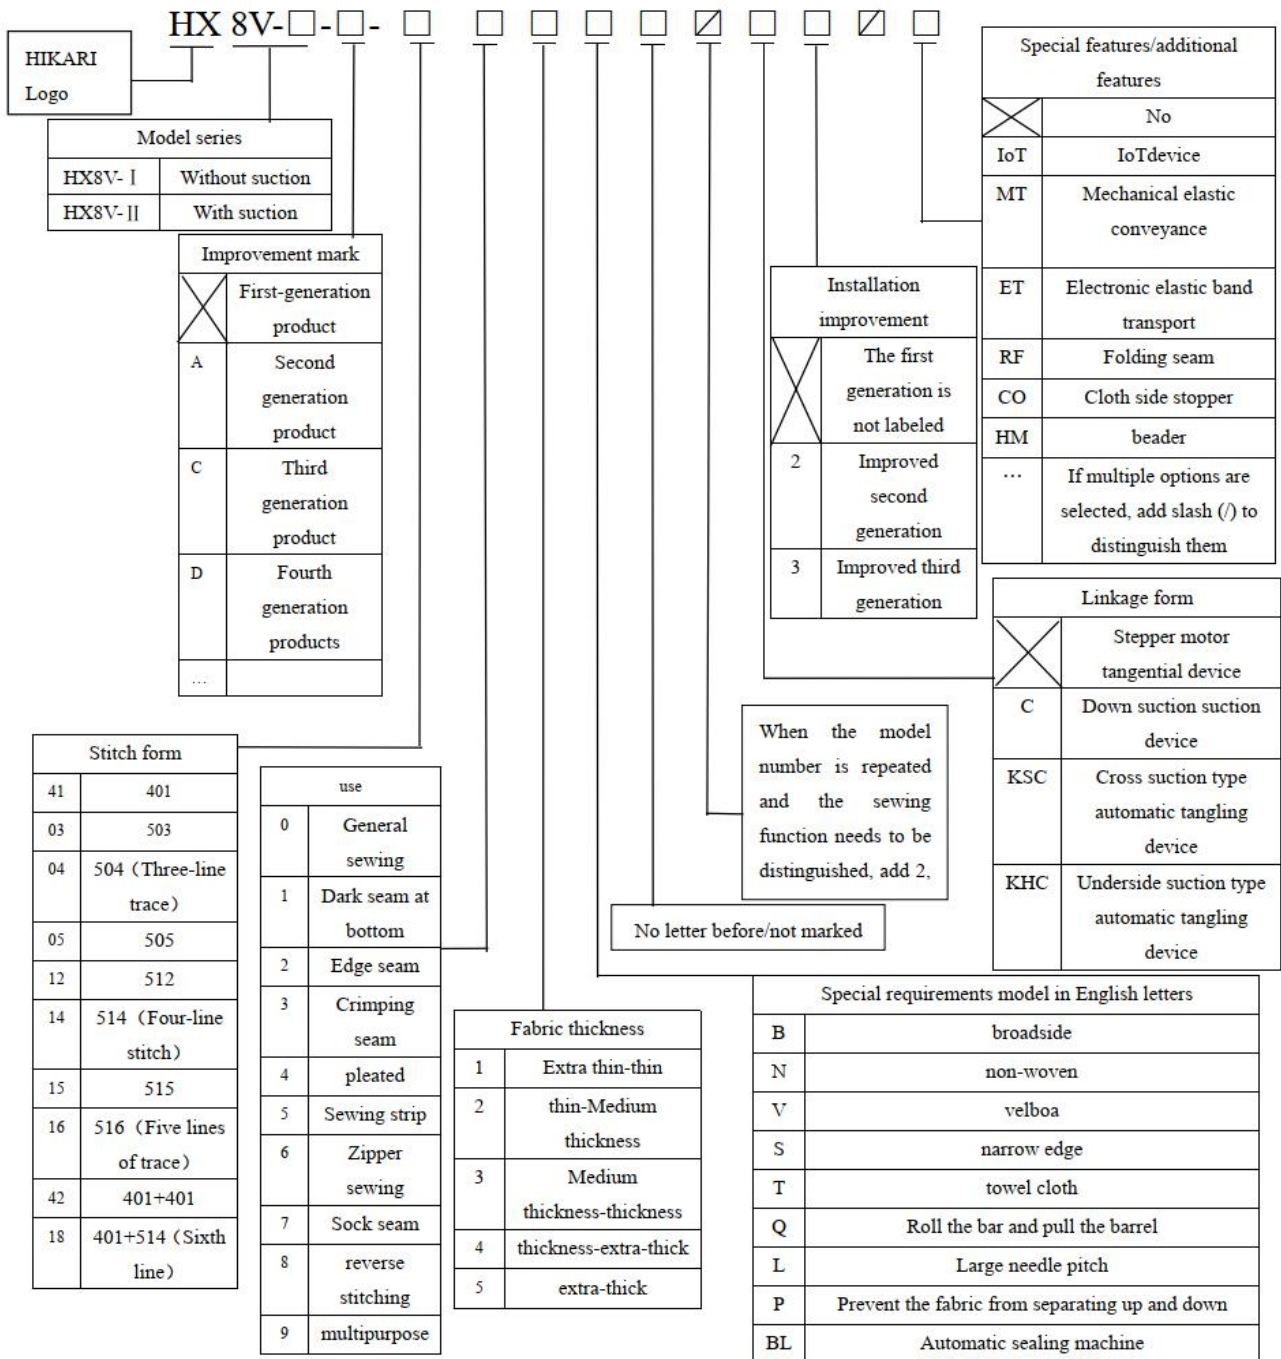 HX 8V-□-□-□ □ □ □ □ ⍁ □ □ ⍁ □
HIKARI
Logo
Model series
HX8V-Ⅰ Without suction
HX8V-Ⅱ With suction
Improvement mark
First-generation
product
A Second
generation
product
C Third
generation
product
D Fourth
generation
products
…
Stitch form
41 401
03 503
04 504（Three-line
trace）
05 505
12 512
14 514（Four-line
stitch）
15 515
16 516（Five lines
of trace）
42 401+401
18 401+514（Sixth
line）
use
0 General
sewing
1 Dark seam at
bottom
2 Edge seam
3 Crimping
seam
4 pleated
5 Sewing strip
6 Zipper
sewing
7 Sock seam
8 reverse
stitching
9 multipurpose
Fabric thickness
1 Extra thin-thin
2 thin-Medium
thickness
3 Medium
thickness-thickness
4 thickness-extra-thick
5 extra-thick
Special requirements model in English letters
B broadside
N non-woven
V velboa
S narrow edge
T towel cloth
Q Roll the bar and pull the barrel
L Large needle pitch
P Prevent the fabric from separating up and down
BL Automatic sealing machine
No letter before/not marked
When the model
number is repeated
and the sewing
function needs to be
distinguished, add 2,
Linkage form
Stepper motor
tangential device
C Down suction suction
device
KSC Cross suction type
automatic tangling
device
KHC Underside suction type
automatic tangling
device
Installation
improvement
The first
generation is
not labeled
2 Improved
second
generation
3 Improved third
generation
Special features/additional
features
No
IoT IoTdevice
MT Mechanical elastic
conveyance
ET Electronic elastic band
transport
RF Folding seam
CO Cloth side stopper
HM beader
… If multiple options are
selected, add slash (/) to
distinguish them